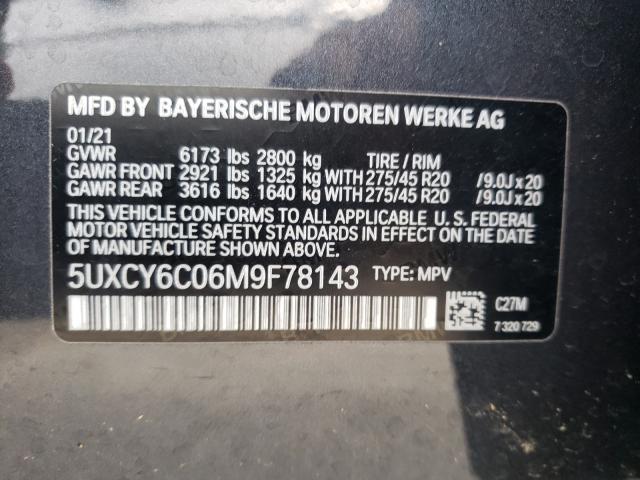 MFD BY BAYERISCHE MOTOREN WERKE AG
01/21
GVWR 6173 lbs 2800 kg TIRE / RIM
GAWR FRONT 2921 lbs 1325 kg WITH 275/45 R20 /9.0J x 20
GAWR REAR 3616 lbs 1640 kg WITH 275/45 R20 /9.0J x 20
THIS VEHICLE CONFORMS TO ALL APPLICABLE U. S. FEDERAL
MOTOR VEHICLE SAFETY STANDARDS IN EFFECT ON THE DATE
OF MANUFACTURE SHOWN ABOVE.
5UXCY6C06M9F78143 TYPE: MPV
C27M
7 320 729